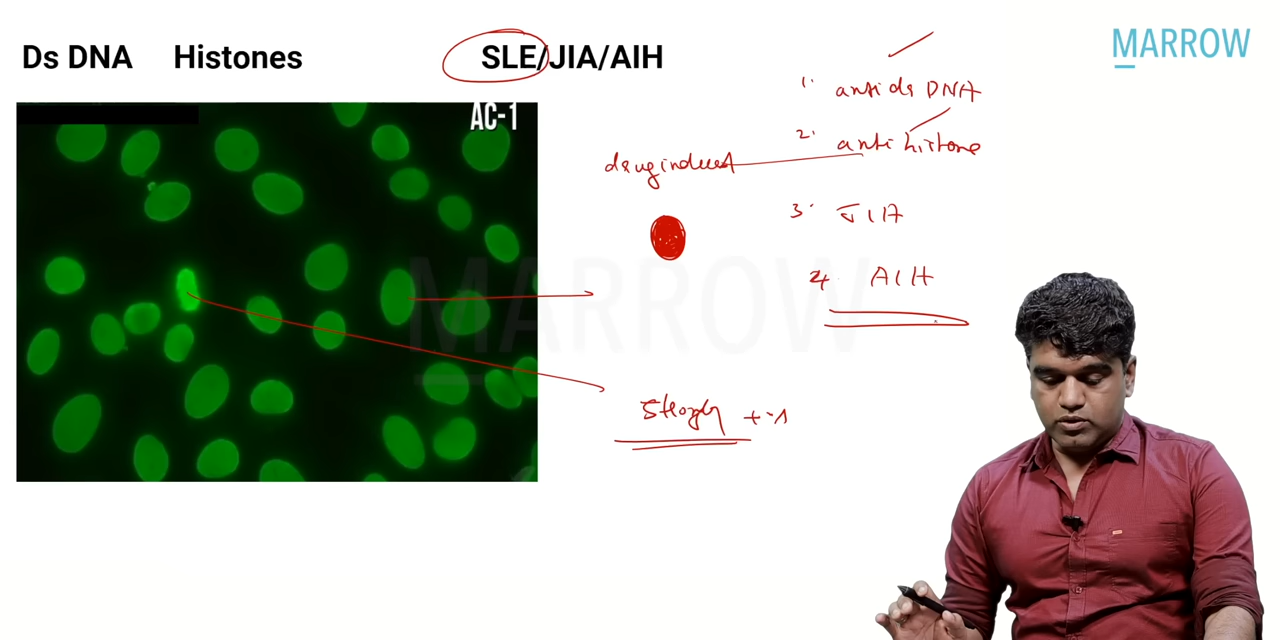 MARROW
Ds DNA Histones SLE/JIA/AIH
AC-1
1. anti ds DNA
2. anti histone
drug induced
3. JIA
4. AIH
MARROW
Strongly